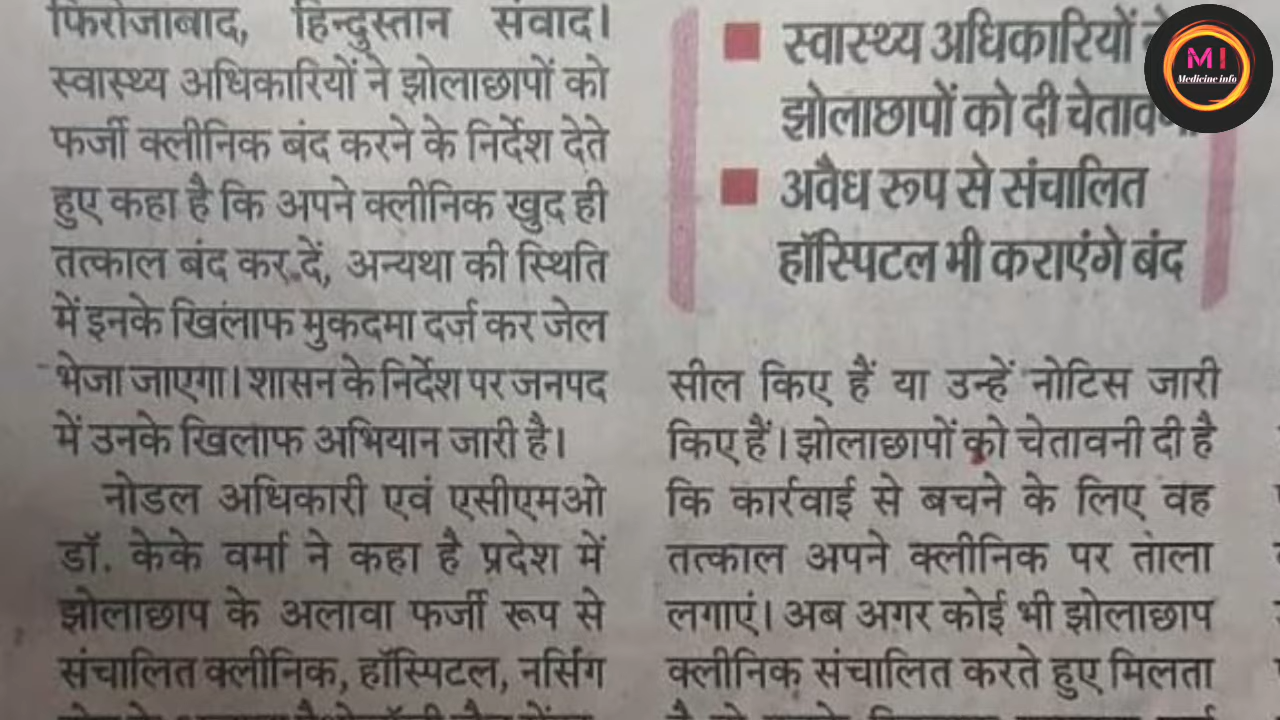 फिरोजाबाद, हिन्दुस्तान संवाद।
स्वास्थ्य अधिकारियों ने झोलाछापों को
फर्जी क्लीनिक बंद करने के निर्देश देते
हुए कहा है कि अपने क्लीनिक खुद ही
तत्काल बंद कर दें, अन्यथा की स्थिति
में इनके खिलाफ मुकदमा दर्ज कर जेल
भेजा जाएगा। शासन के निर्देश पर जनपद
में उनके खिलाफ अभियान जारी है।
नोडल अधिकारी एवं एसीएमओ
डॉ. केके वर्मा ने कहा है प्रदेश में
झोलाछाप के अलावा फर्जी रूप से
संचालित क्लीनिक, हॉस्पिटल, नर्सिंग
स्वास्थ्य अधिकारियों
झोलाछापों को दी
अवैध रूप से संचालित
हॉस्पिटल भी कराएंगे बंद
सील किए हैं या उन्हें नोटिस जारी
किए हैं। झोलाछापों को चेतावनी दी है
कि कार्रवाई से बचने के लिए वह
तत्काल अपने क्लीनिक पर ताला
लगाएं। अब अगर कोई भी झोलाछाप
क्लीनिक संचालित करते हुए मिलता
MI
Medicine info